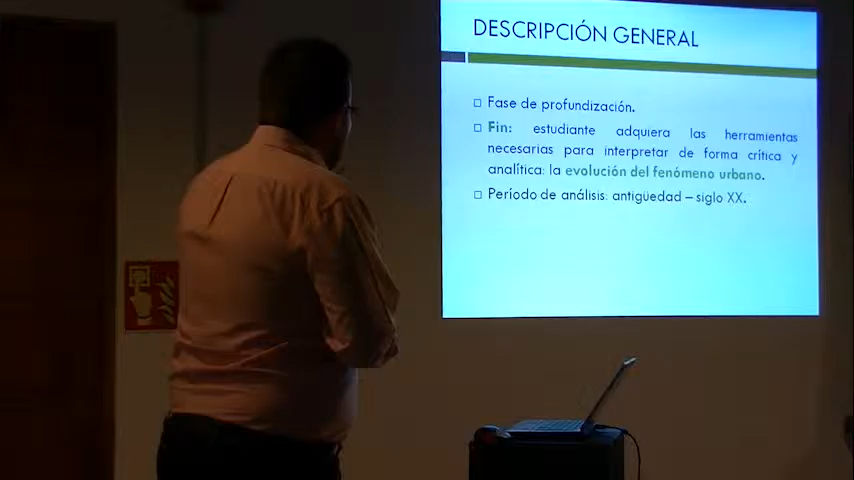 DESCRIPCIÓN GENERAL
Fase de profundización.
Fin: estudiante adquiera las herramientas
necesarias para interpretar de forma crítica y
analítica: la evolución del fenómeno urbano.
Período de análisis: antigüedad – siglo XX.